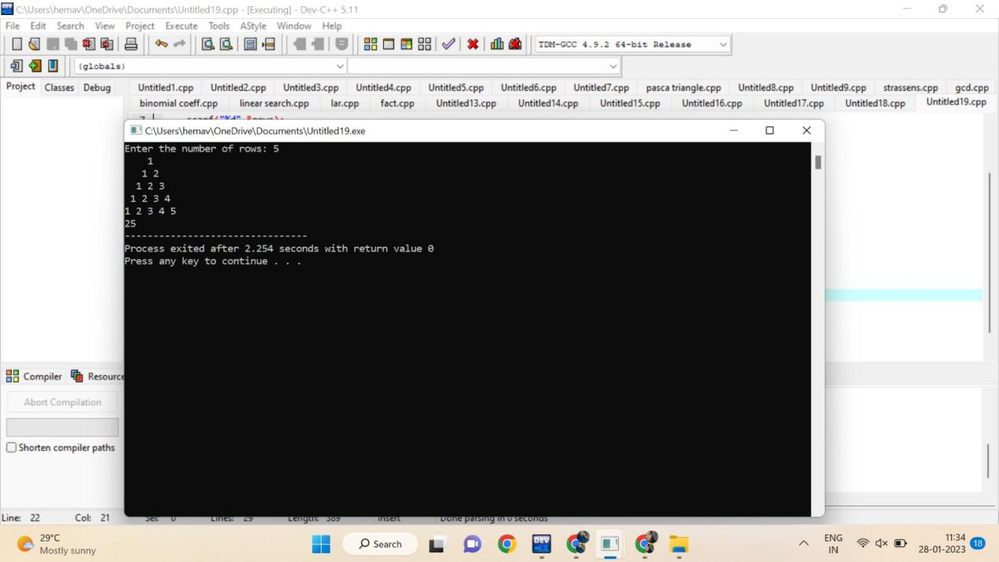 C:\Users\hemav\OneDrive\Documents\Untitled19.cpp - [Executing] - Dev-C++ 5.11
File Edit Search View Project Execute Tools AStyle Window Help
TDM-GCC 4.9.2 64-bit Release
(globals)
Project Classes Debug
Untitled1.cpp Untitled2.cpp Untitled3.cpp Untitled4.cpp Untitled5.cpp Untitled6.cpp Untitled7.cpp pasca triangle.cpp Untitled8.cpp Untitled9.cpp strassens.cpp gcd.cpp
binomial coeff.cpp linear search.cpp lar.cpp fact.cpp Untitled13.cpp Untitled14.cpp Untitled15.cpp Untitled16.cpp Untitled17.cpp Untitled18.cpp Untitled19.cpp
7 scanf("%d",&rows);
C:\Users\hemav\OneDrive\Documents\Untitled19.exe
Enter the number of rows: 5
1
1 2
1 2 3
1 2 3 4
1 2 3 4 5
25
--------------------------------
Process exited after 2.254 seconds with return value 0
Press any key to continue . . .
Compiler Resource
Abort Compilation
Shorten compiler paths
Line: 22 Col: 21 Sel: 0 Lines: 29 Length: 589 Insert Done parsing in 0 seconds
29°C
Mostly sunny
Search
DEV
ENG
IN
11:34
28-01-2023
18